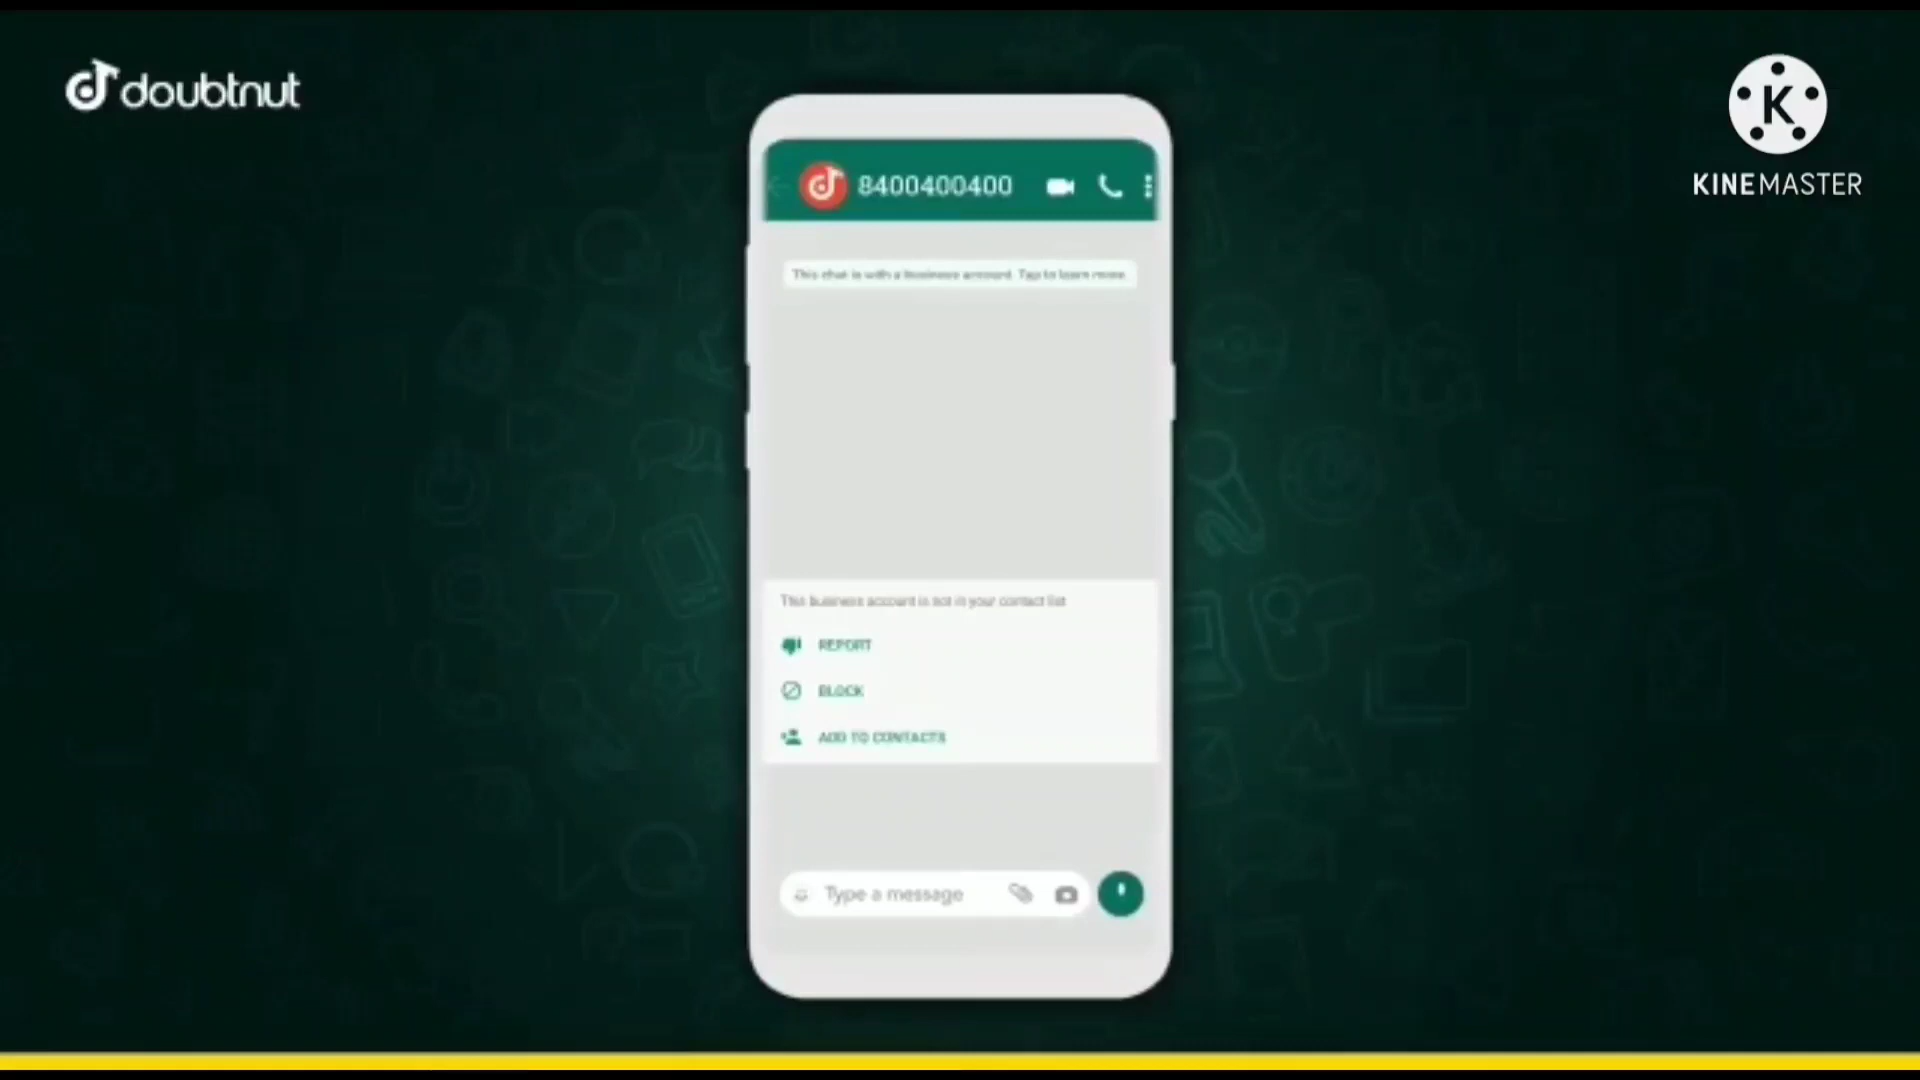 doubtnut
KINEMASTER
8400400400
This chat is with a business account. Tap to learn more.
This business account is not in your contact list
REPORT
BLOCK
ADD TO CONTACTS
Type a message